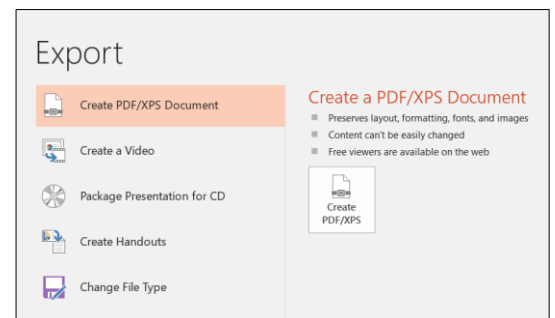 Export
Create PDF/XPS Document
Create a Video
Package Presentation for CD
Create Handouts
Change File Type
Create a PDF/XPS Document
Preserves layout, formatting, fonts, and images
Content can't be easily changed
Free viewers are available on the web
Create
PDF/XPS